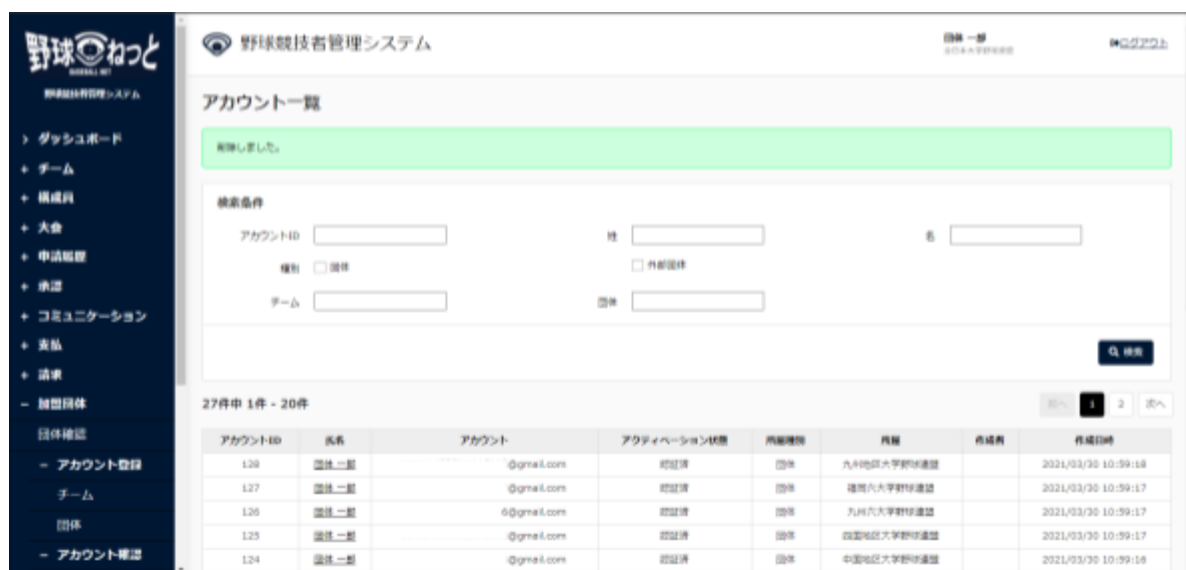 野球ねっと
BASEBALL NET
野球競技者管理システム
野球競技者管理システム
団体 一郎
全日本大学野球連盟
ログアウト
アカウント一覧
削除しました。
> ダッシュボード
+ チーム
+ 構成員
+ 大会
+ 申請履歴
+ 承認
+ コミュニケーション
+ 支払
+ 請求
- 加盟団体
団体確認
- アカウント登録
チーム
団体
- アカウント確認
検索条件
アカウントID 姓 名
種別 団体 外部団体
チーム 団体
検索
27件中 1件 - 20件
前へ 1 2 次へ
アカウントID 氏名 アカウント アクティベーション状態 所属種別 所属 作成者 作成日時
128 団体 一郎 @gmail.com 認証済 団体 九州地区大学野球連盟 2021/03/30 10:59:18
127 団体 一郎 @gmail.com 認証済 団体 福岡六大学野球連盟 2021/03/30 10:59:17
126 団体 一郎 6@gmail.com 認証済 団体 九州六大学野球連盟 2021/03/30 10:59:17
125 団体 一郎 @gmail.com 認証済 団体 四国地区大学野球連盟 2021/03/30 10:59:17
124 団体 一郎 @gmail.com 認証済 団体 中国地区大学野球連盟 2021/03/30 10:59:16